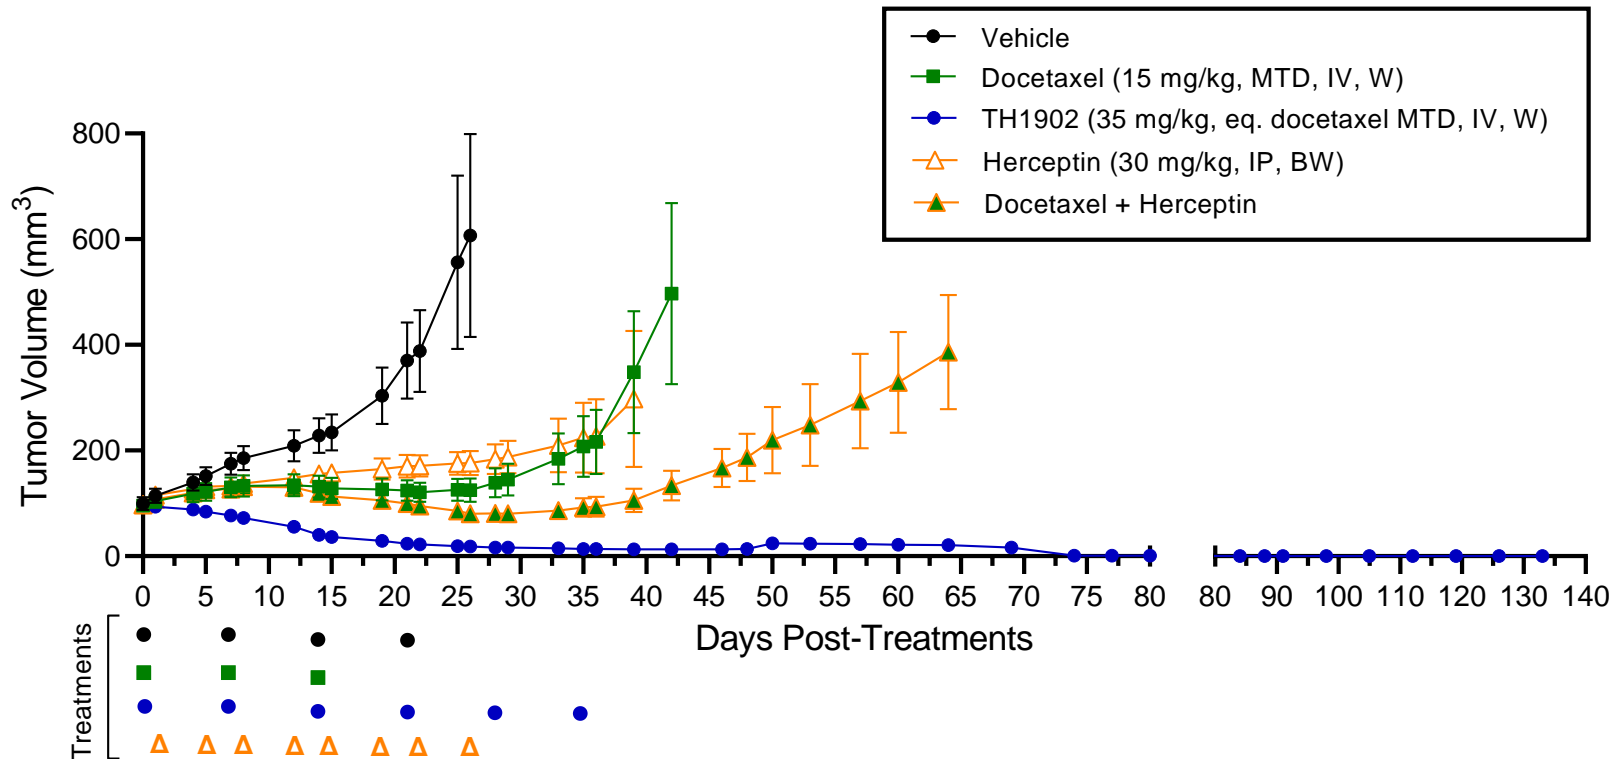 Vehicle
Docetaxel (15 mg/kg, MTD, IV, W)
TH1902 (35 mg/kg, eq. docetaxel MTD, IV, W)
Herceptin (30 mg/kg, IP, BW)
Docetaxel + Herceptin
Tumor Volume (mm³)
800
600
400
200
0
0 5 10 15 20 25 30 35 40 45 50 55 60 65 70 75 80 80 90 100 110 120 130 140
Days Post-Treatments
Treatments